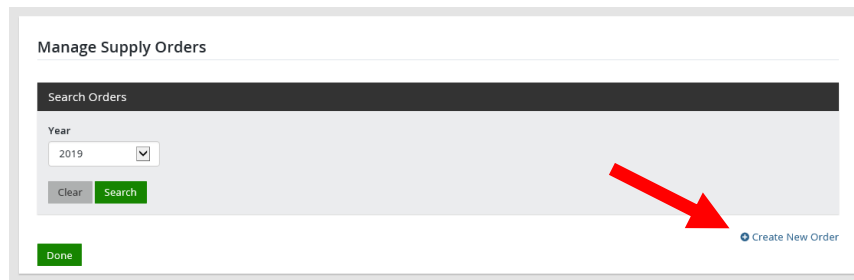 Manage Supply Orders
Search Orders
Year
2019
Clear Search
Create New Order
Done